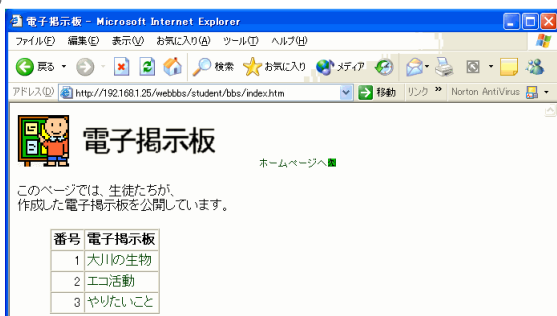 電子掲示板 - Microsoft Internet Explorer
ファイル(F) 編集(E) 表示(V) お気に入り(A) ツール(T) ヘルプ(H)
戻る 検索 お気に入り メディア
アドレス(D) http://192.168.1.25/webbs/student/bbs/index.htm 移動 リンク » Norton AntiVirus
電子掲示板
ホームページへ
このページでは、生徒たちが、
作成した電子掲示板を公開しています。
番号 電子掲示板
1 大川の生物
2 エコ活動
3 やりたいこと